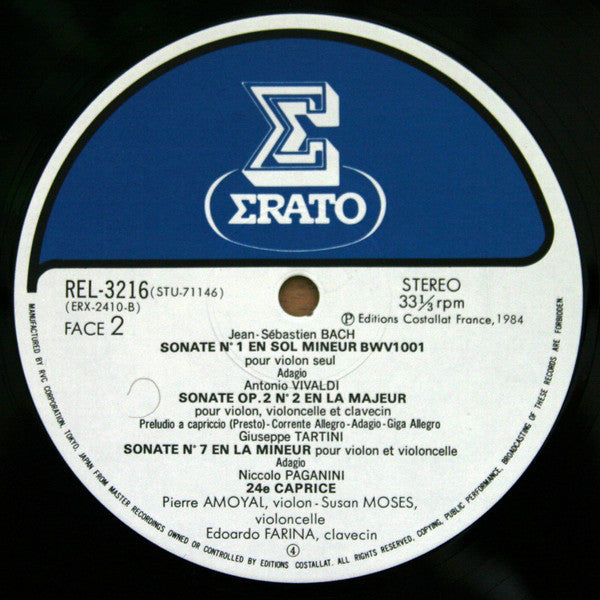 Σ
ΣRATO
REL-3216 (STU-71146)
(ERX-2410-B)
FACE 2
STEREO
33⅓ rpm
Ⓟ Editions Costallat France, 1984
Jean-Sébastien BACH
SONATE N° 1 EN SOL MINEUR BWV1001
pour violon seul
Adagio
Antonio VIVALDI
SONATE OP. 2 N° 2 EN LA MAJEUR
pour violon, violoncelle et clavecin
Preludio a capriccio (Presto) - Corrente Allegro - Adagio - Giga Allegro
Giuseppe TARTINI
SONATE N° 7 EN LA MINEUR pour violon et violoncelle
Adagio
Niccolo PAGANINI
24e CAPRICE
Pierre AMOYAL, violon - Susan MOSES,
violoncelle
Edoardo FARINA, clavecin
④
MANUFACTURED BY RVC CORPORATION, TOKYO, JAPAN FROM MASTER RECORDINGS OWNED OR CONTROLLED BY EDITIONS COSTALLAT. COPYING, PUBLIC PERFORMANCE, BROADCASTING OF THESE RECORDS ARE FORBIDDEN